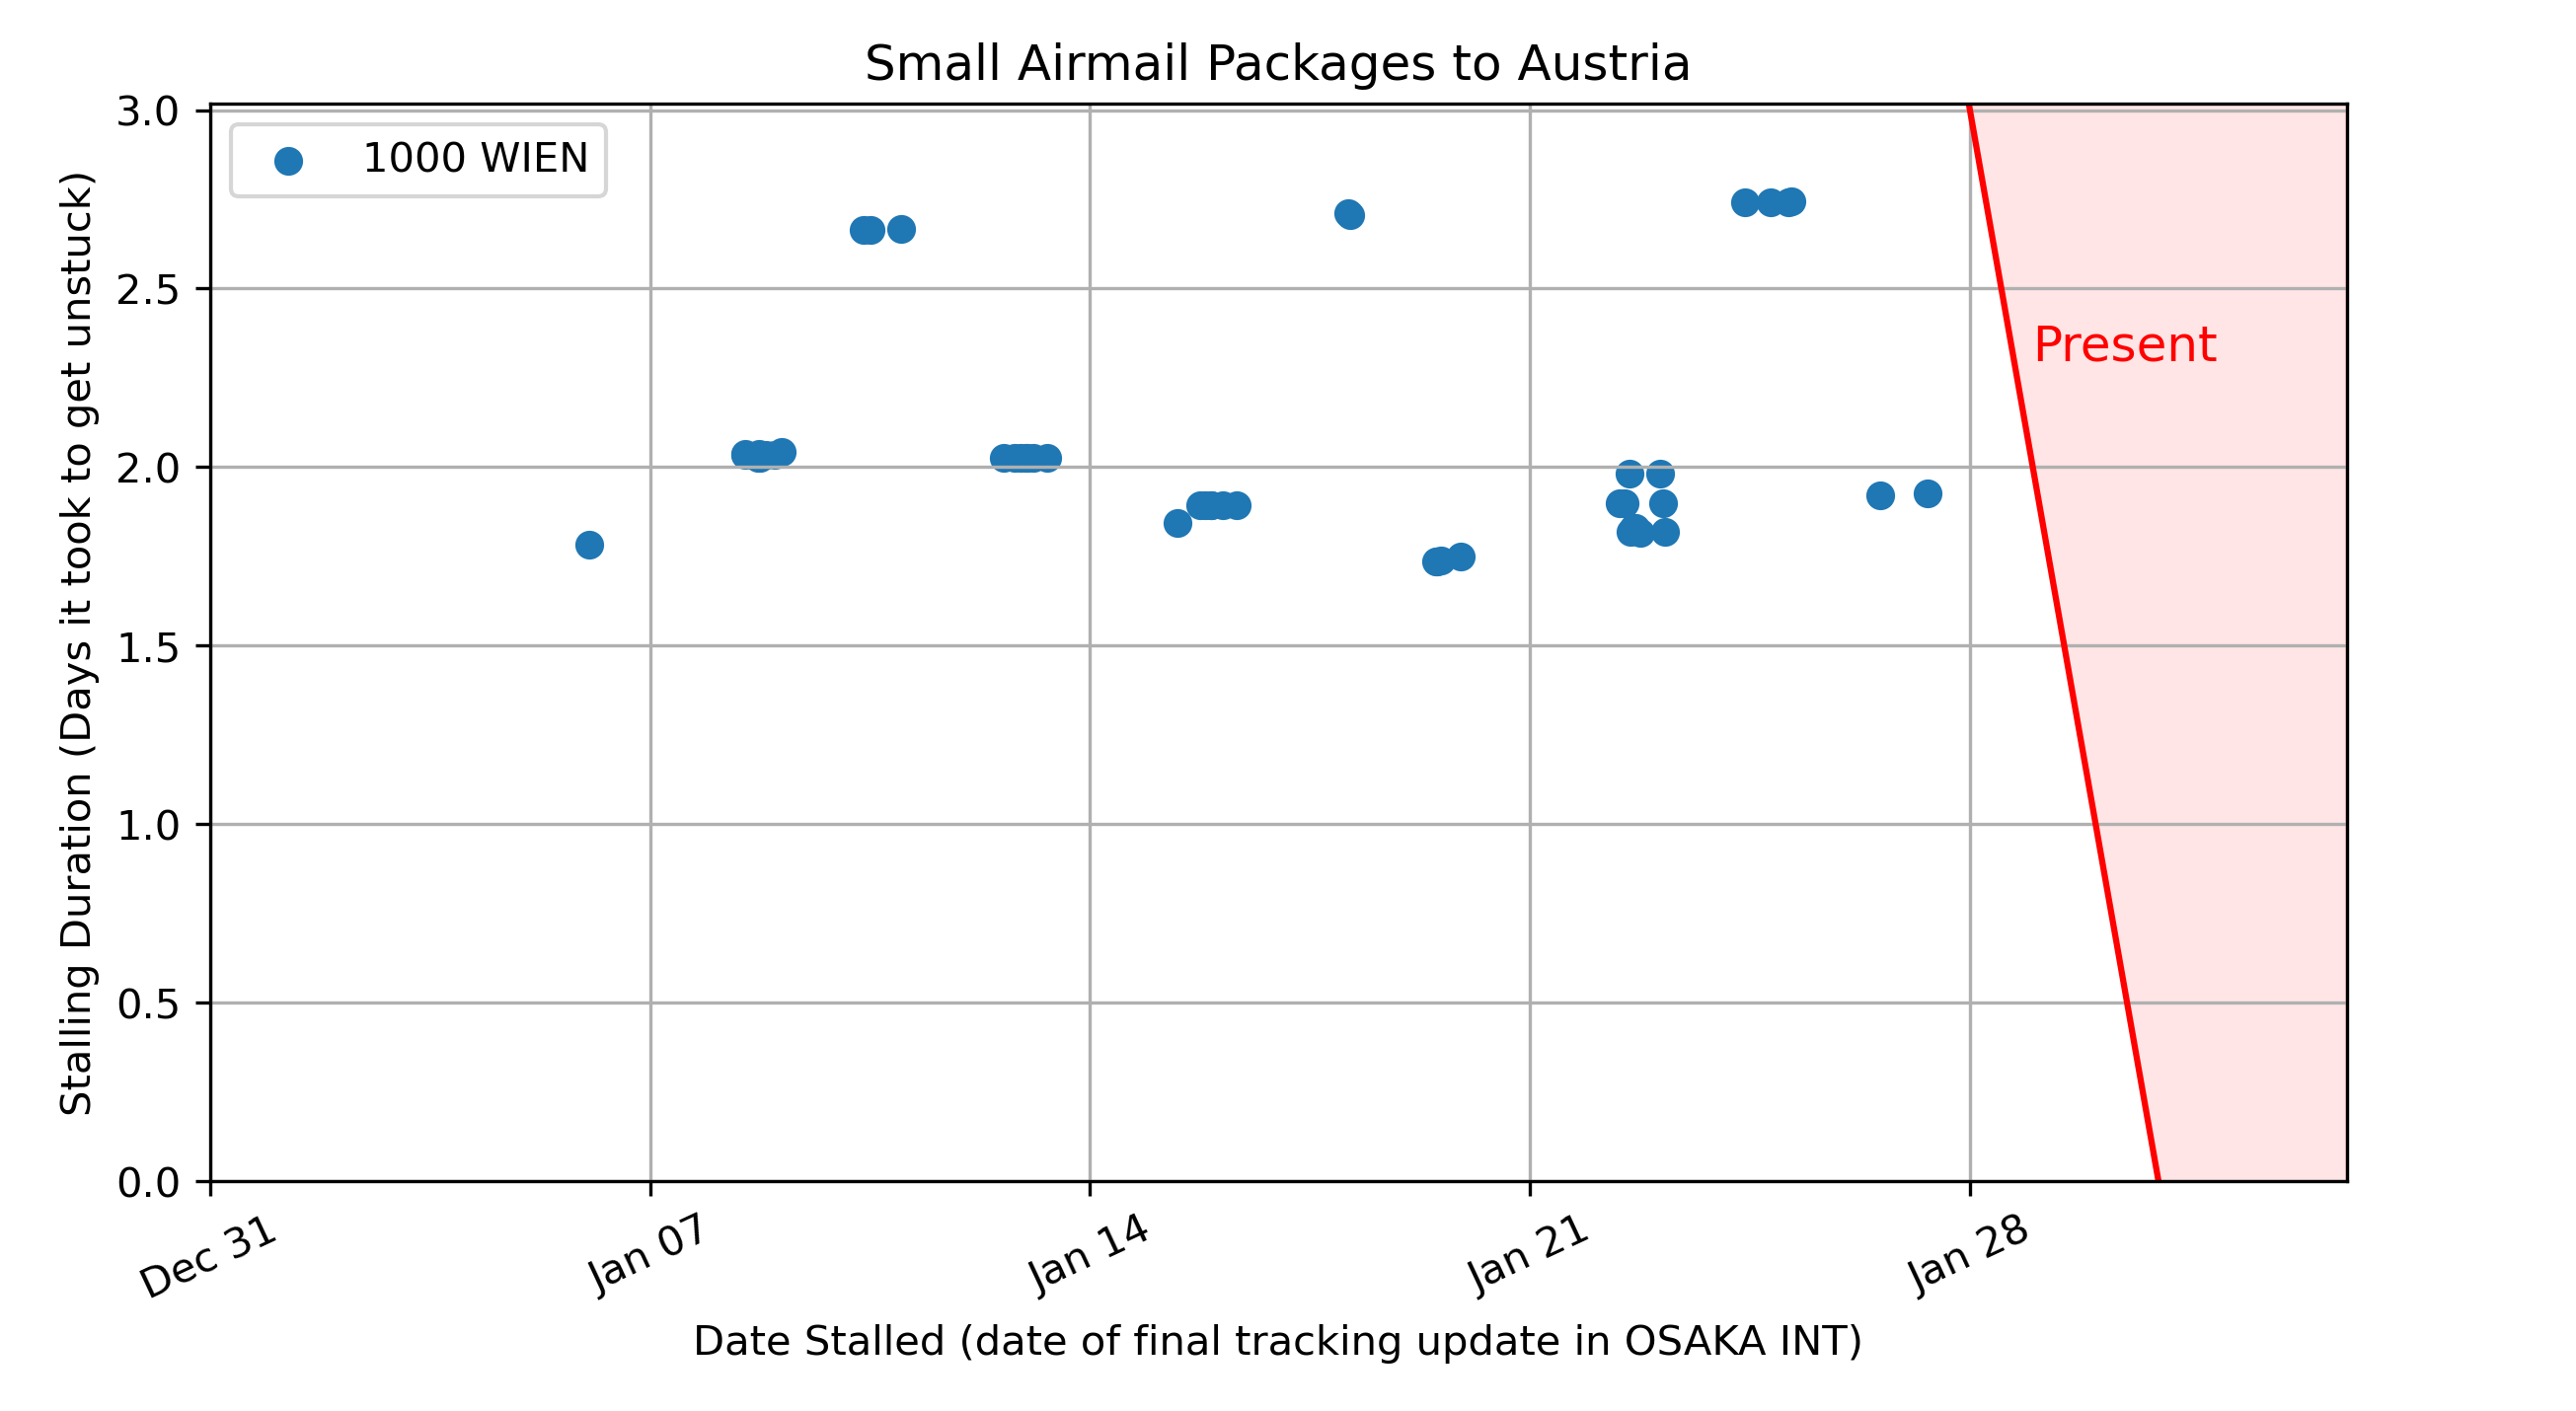 Small Airmail Packages to Austria
1000 WIEN
Present
Stalling Duration (Days it took to get unstuck)
3.0
2.5
2.0
1.5
1.0
0.5
0.0
Dec 31
Jan 07
Jan 14
Jan 21
Jan 28
Date Stalled (date of final tracking update in OSAKA INT)